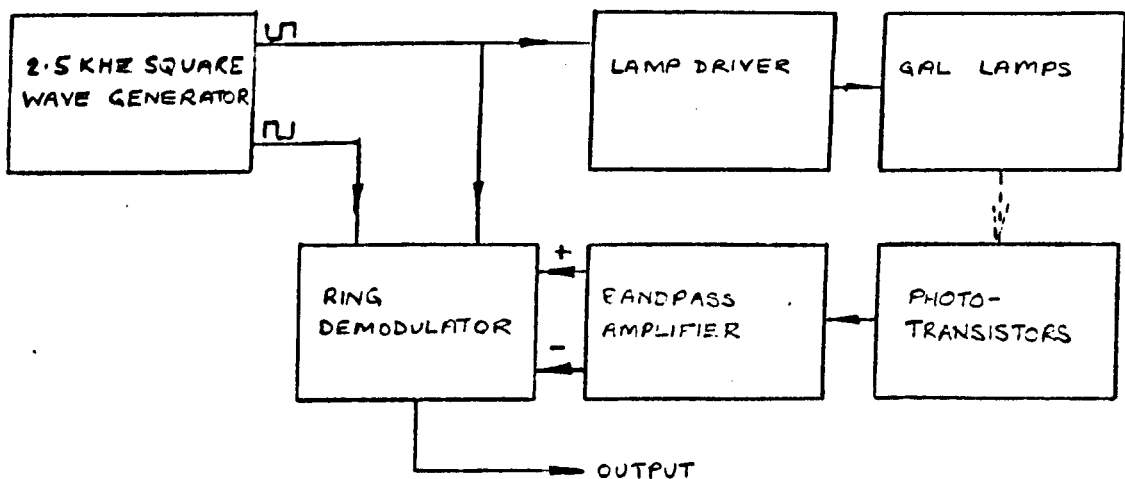 2.5 KHZ SQUARE
WAVE GENERATOR
LAMP DRIVER
GAL LAMPS
RING
DEMODULATOR
+
-
BANDPASS
AMPLIFIER
PHOTO-
TRANSISTORS
OUTPUT